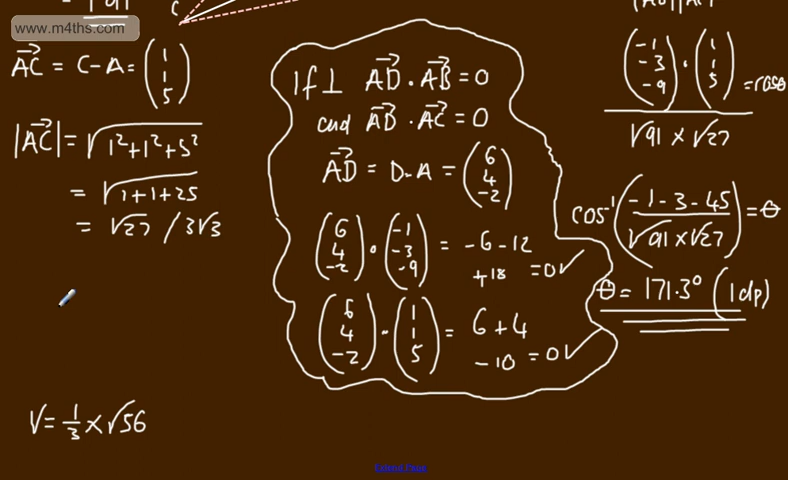 www.m4ths.com
C
AC = C-A = (1 1 5)
|AC| = √1²+1²+5²
= √1+1+25
= √27 / 3√3
V = 1/3 × √56
If ⊥ AD . AB = 0
and AD . AC = 0
AD = D-A = (6 4 -2)
(6 4 -2) . (-1 -3 -9) = -6-12
+18 = 0 ✓
(6 4 -2) . (1 1 5) = 6+4
-10 = 0 ✓
(-1 -3 -9) . (1 1 5) = cosθ
√91 × √27
cos⁻¹ (-1-3-45 / √91 × √27) = θ
θ = 171.3° (1dp)